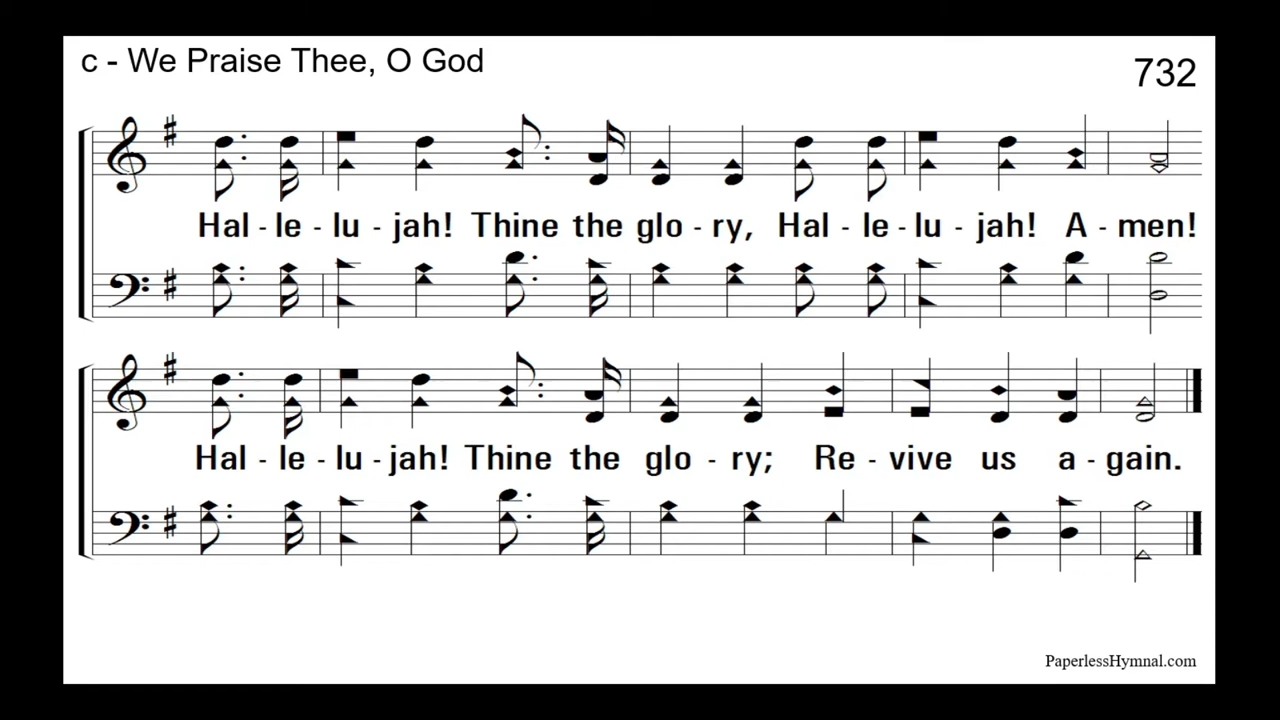 c - We Praise Thee, O God
732
Hal - le - lu - jah! Thine the glo - ry, Hal - le - lu - jah! A - men!
Hal - le - lu - jah! Thine the glo - ry; Re - vive us a - gain.
PaperlessHymnal.com